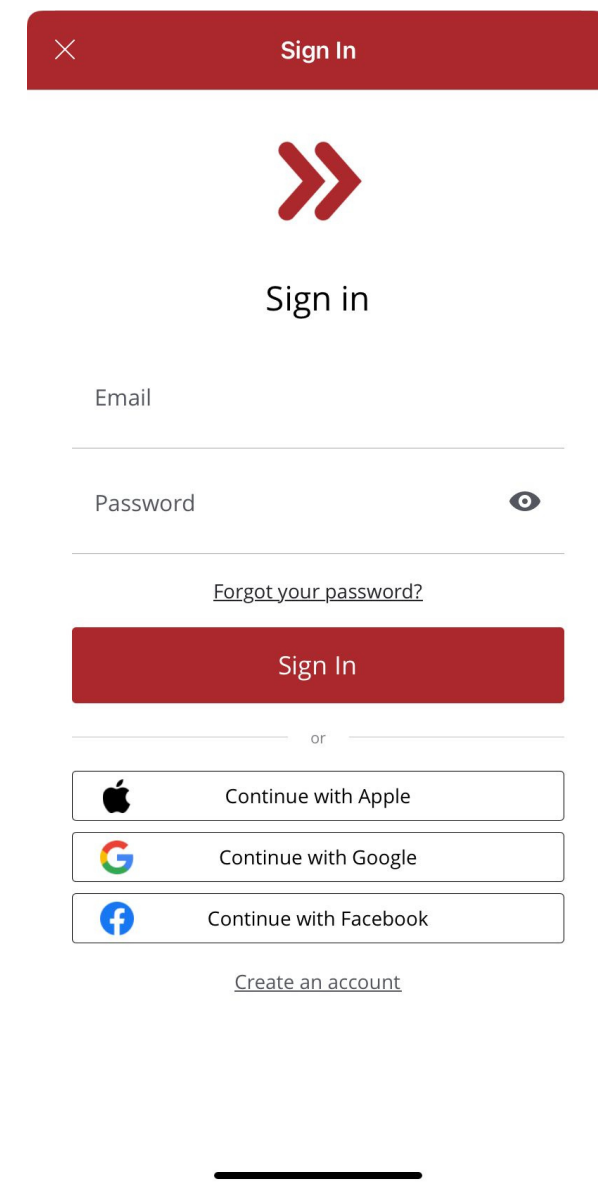 Sign In
Sign in
Email
Password
Forgot your password?
Sign In
or
Continue with Apple
Continue with Google
Continue with Facebook
Create an account